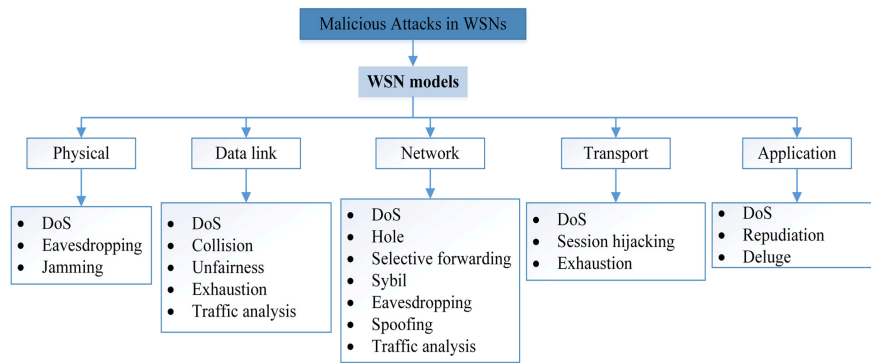 Malicious Attacks in WSNs
WSN models
Physical
Data link
Network
Transport
Application
• DoS
• Eavesdropping
• Jamming
• DoS
• Collision
• Unfairness
• Exhaustion
• Traffic analysis
• DoS
• Hole
• Selective forwarding
• Sybil
• Eavesdropping
• Spoofing
• Traffic analysis
• DoS
• Session hijacking
• Exhaustion
• DoS
• Repudiation
• Deluge